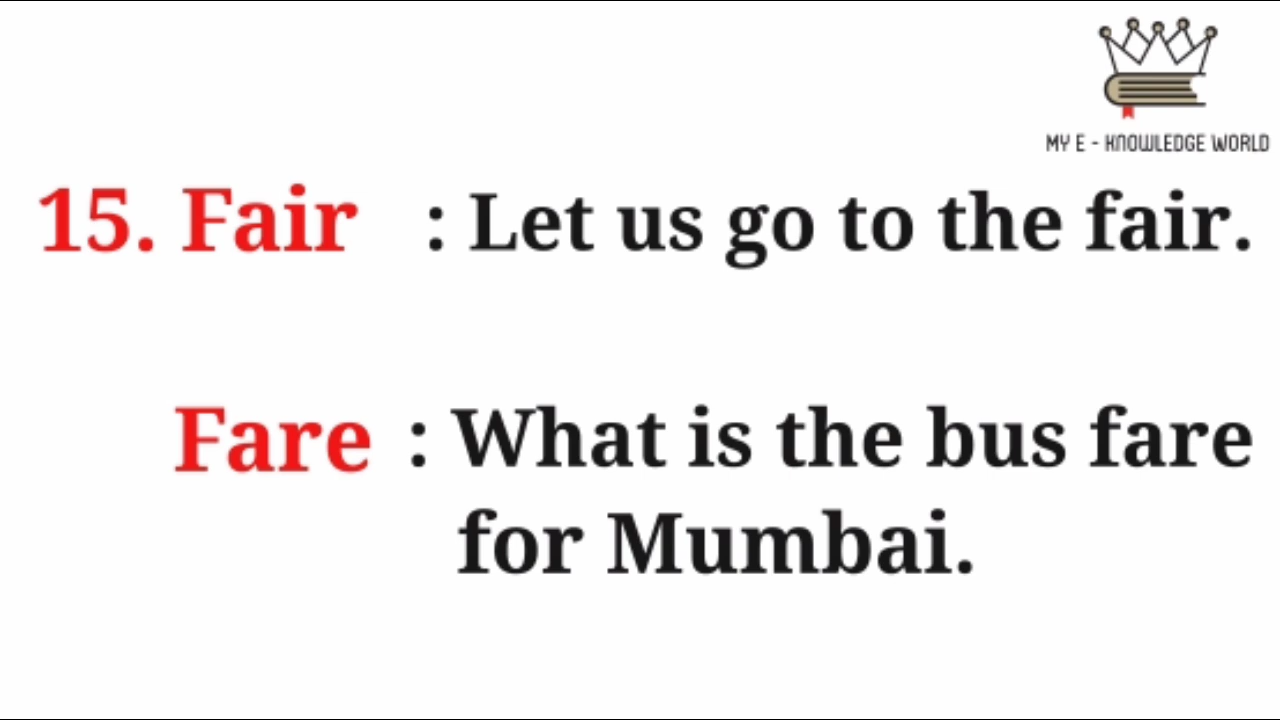 MY E - KNOWLEDGE WORLD
15. Fair : Let us go to the fair.
Fare : What is the bus fare
for Mumbai.